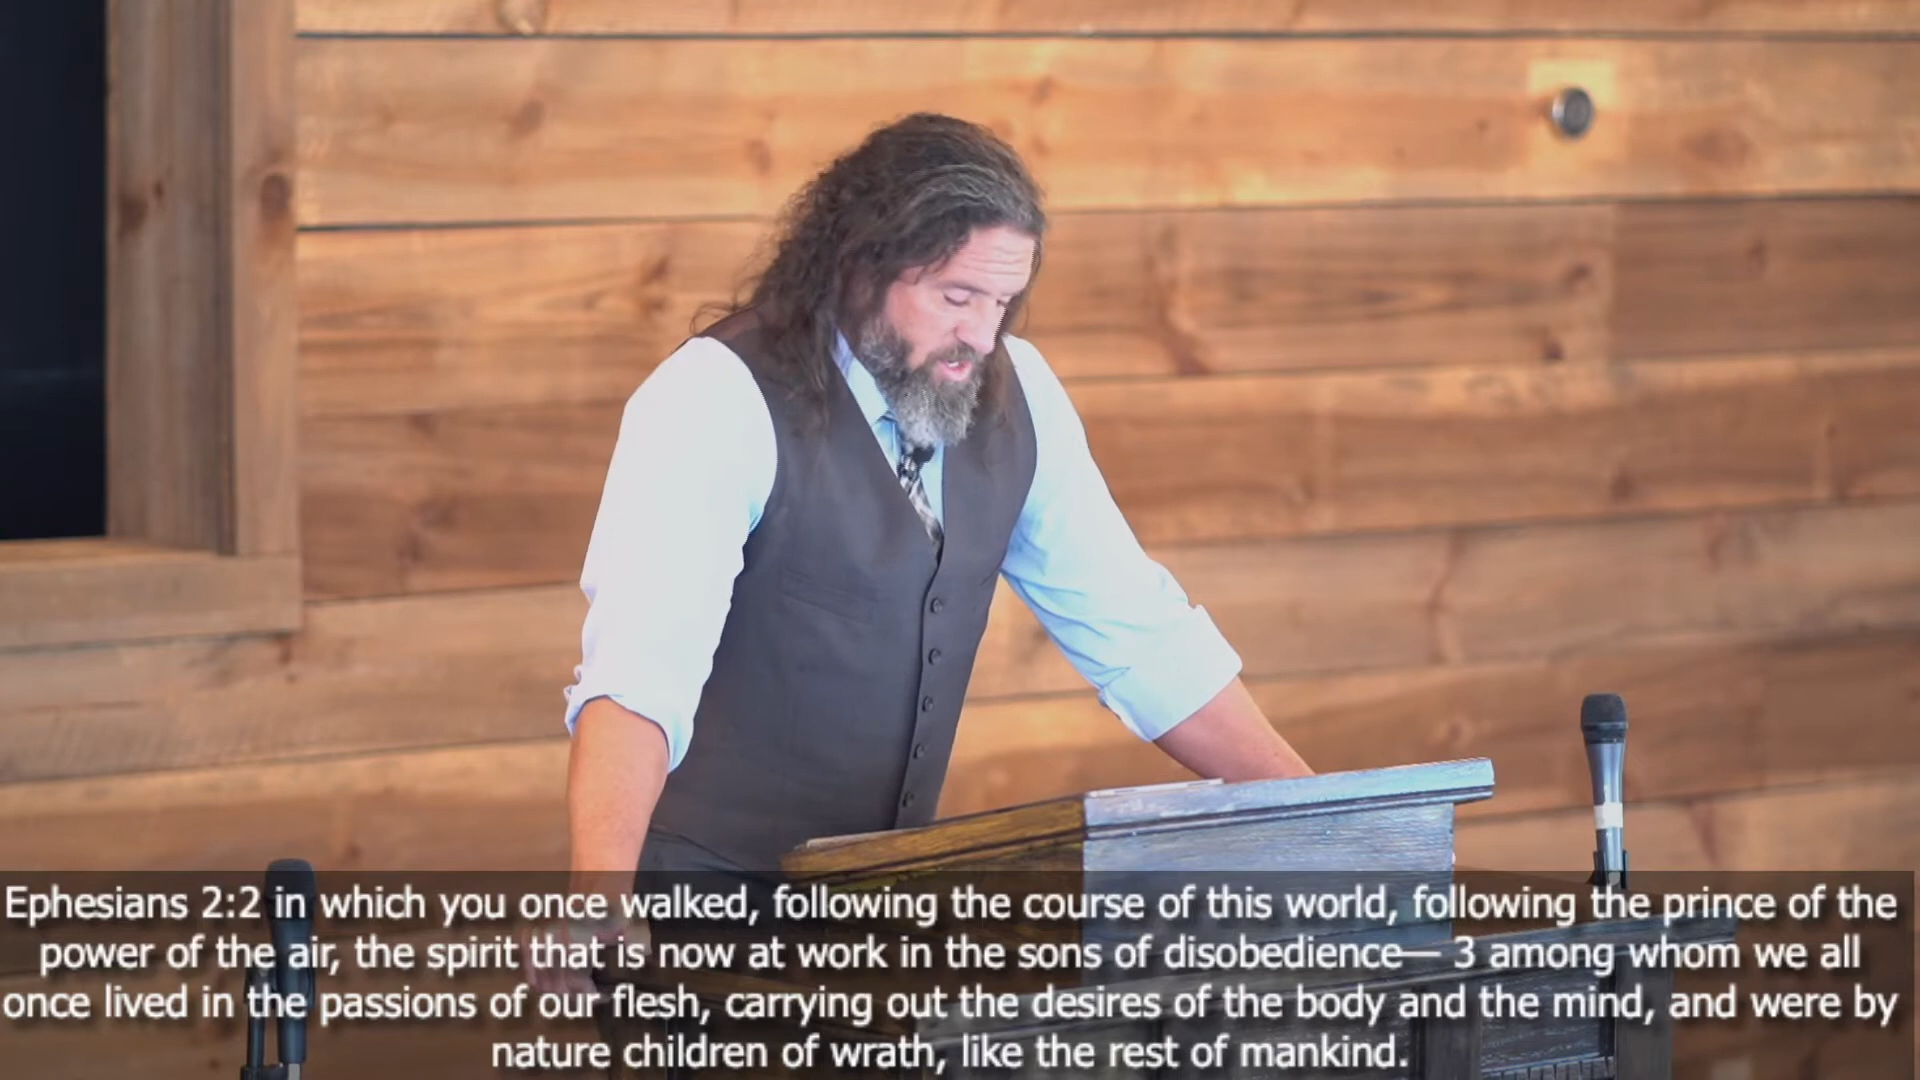 Ephesians 2:2 in which you once walked, following the course of this world, following the prince of the
power of the air, the spirit that is now at work in the sons of disobedience— 3 among whom we all
once lived in the passions of our flesh, carrying out the desires of the body and the mind, and were by
nature children of wrath, like the rest of mankind.